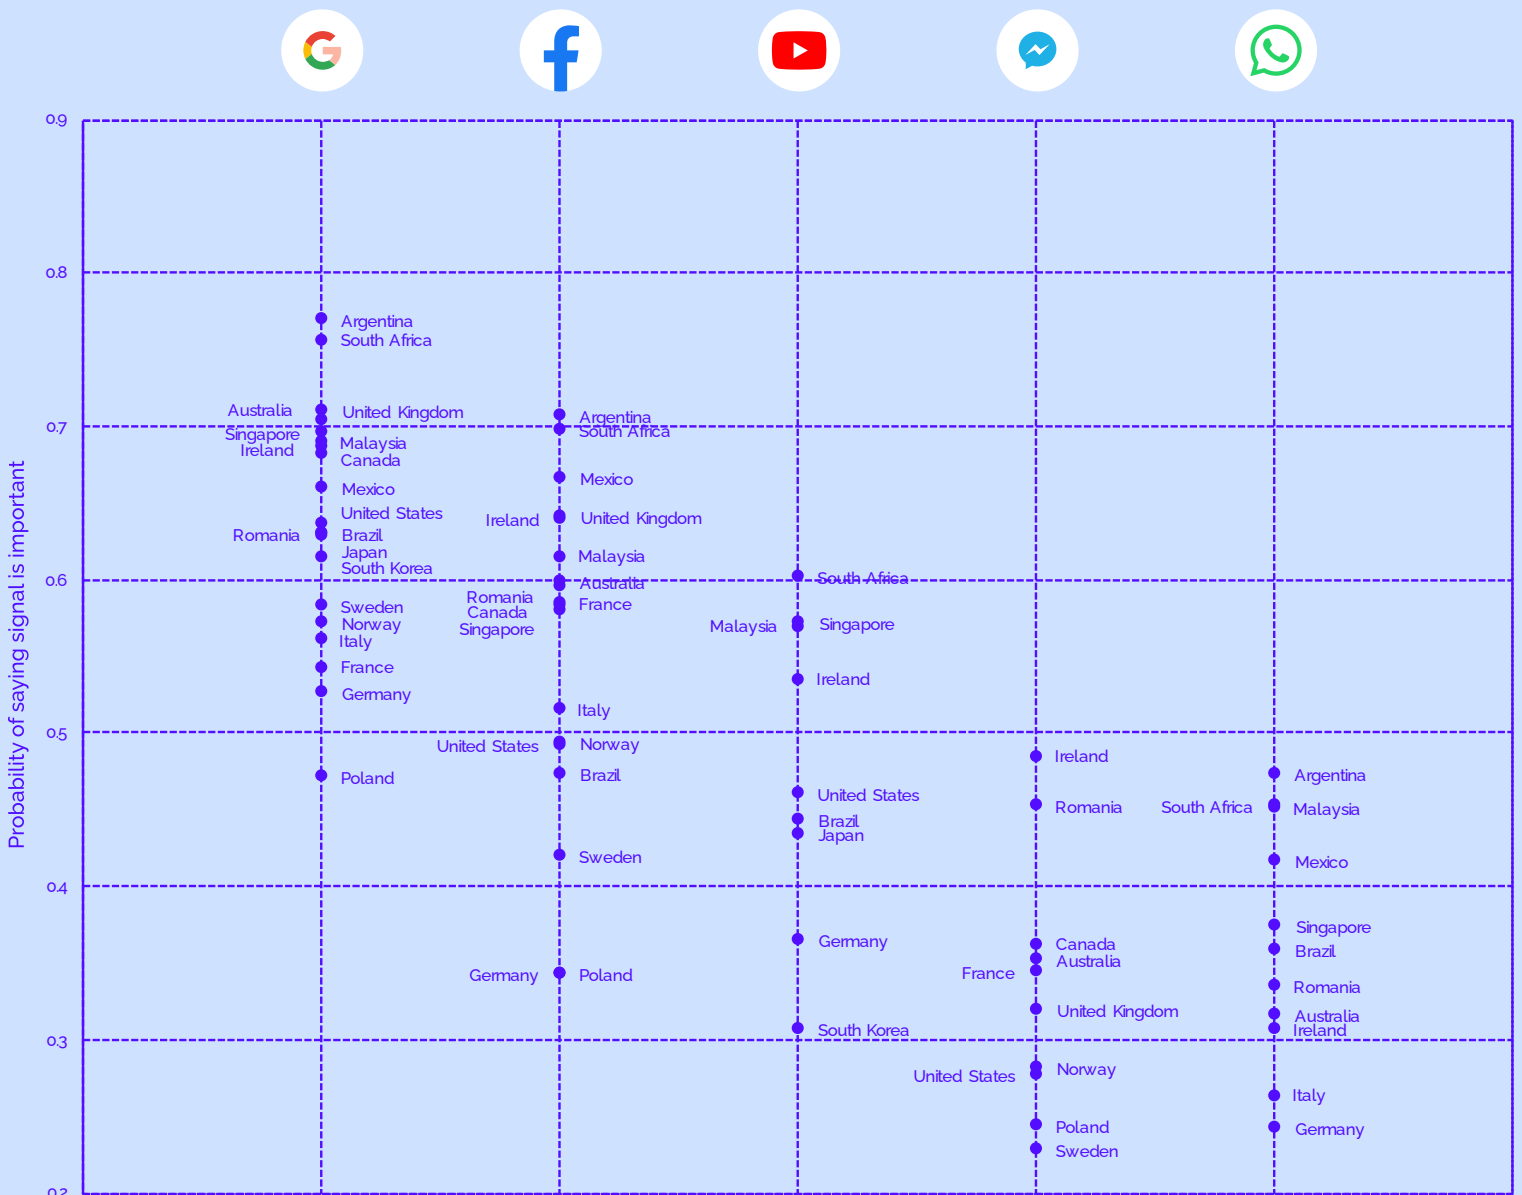 0.9
0.8
0.7
0.6
0.5
0.4
0.3
0.2
Probability of saying signal is important
Argentina
South Africa
Australia
United Kingdom
Singapore
Malaysia
Ireland
Canada
Mexico
United States
Romania
Brazil
Japan
South Korea
Sweden
Norway
Italy
France
Germany
Poland
Argentina
South Africa
Mexico
Ireland
United Kingdom
Malaysia
Australia
Romania
France
Canada
Singapore
Italy
United States
Norway
Brazil
Sweden
Germany
Poland
South Africa
Malaysia
Singapore
Ireland
United States
Brazil
Japan
Germany
South Korea
Ireland
Romania
Canada
Australia
France
United Kingdom
Norway
United States
Poland
Sweden
Argentina
South Africa
Malaysia
Mexico
Singapore
Brazil
Romania
Australia
Ireland
Italy
Germany